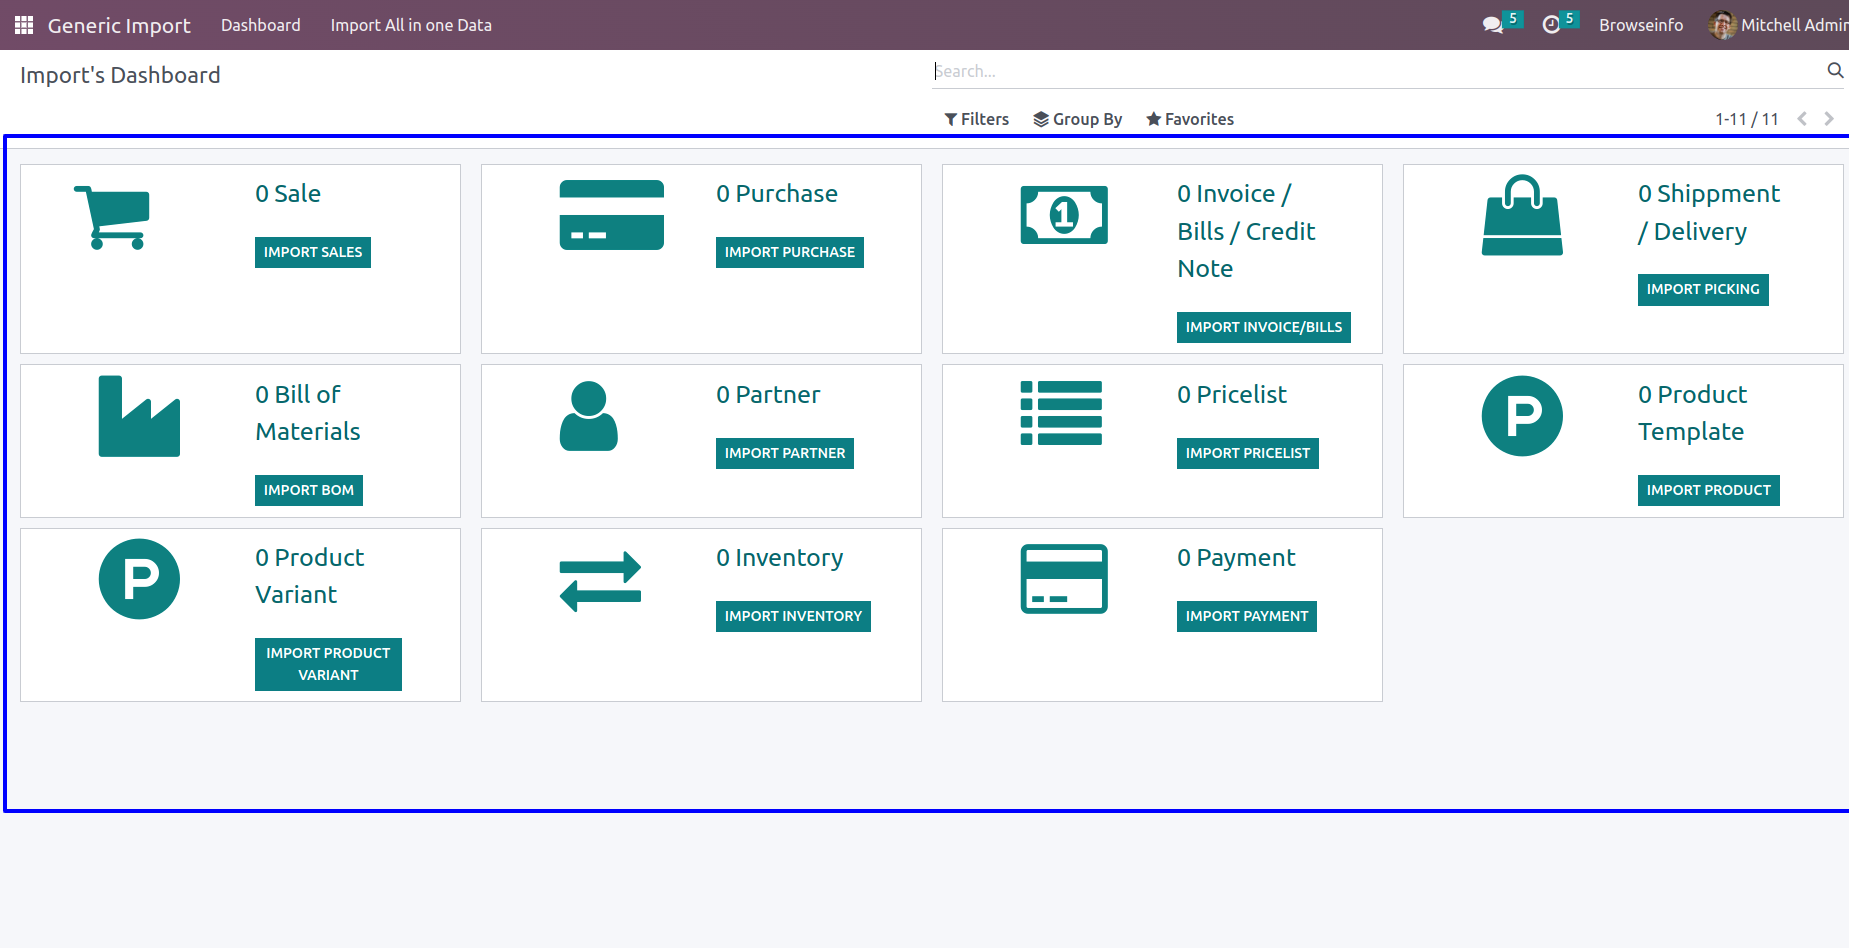 Generic Import
Dashboard
Import All in one Data
5
5
Browseinfo
Mitchell Admin
Import's Dashboard
Search...
Filters
Group By
Favorites
1-11 / 11
0 Sale
IMPORT SALES
0 Purchase
IMPORT PURCHASE
1
0 Invoice /
Bills / Credit
Note
IMPORT INVOICE/BILLS
0 Shippment
/ Delivery
IMPORT PICKING
0 Bill of
Materials
IMPORT BOM
0 Partner
IMPORT PARTNER
0 Pricelist
IMPORT PRICELIST
P
0 Product
Template
IMPORT PRODUCT
P
0 Product
Variant
IMPORT PRODUCT
VARIANT
0 Inventory
IMPORT INVENTORY
0 Payment
IMPORT PAYMENT